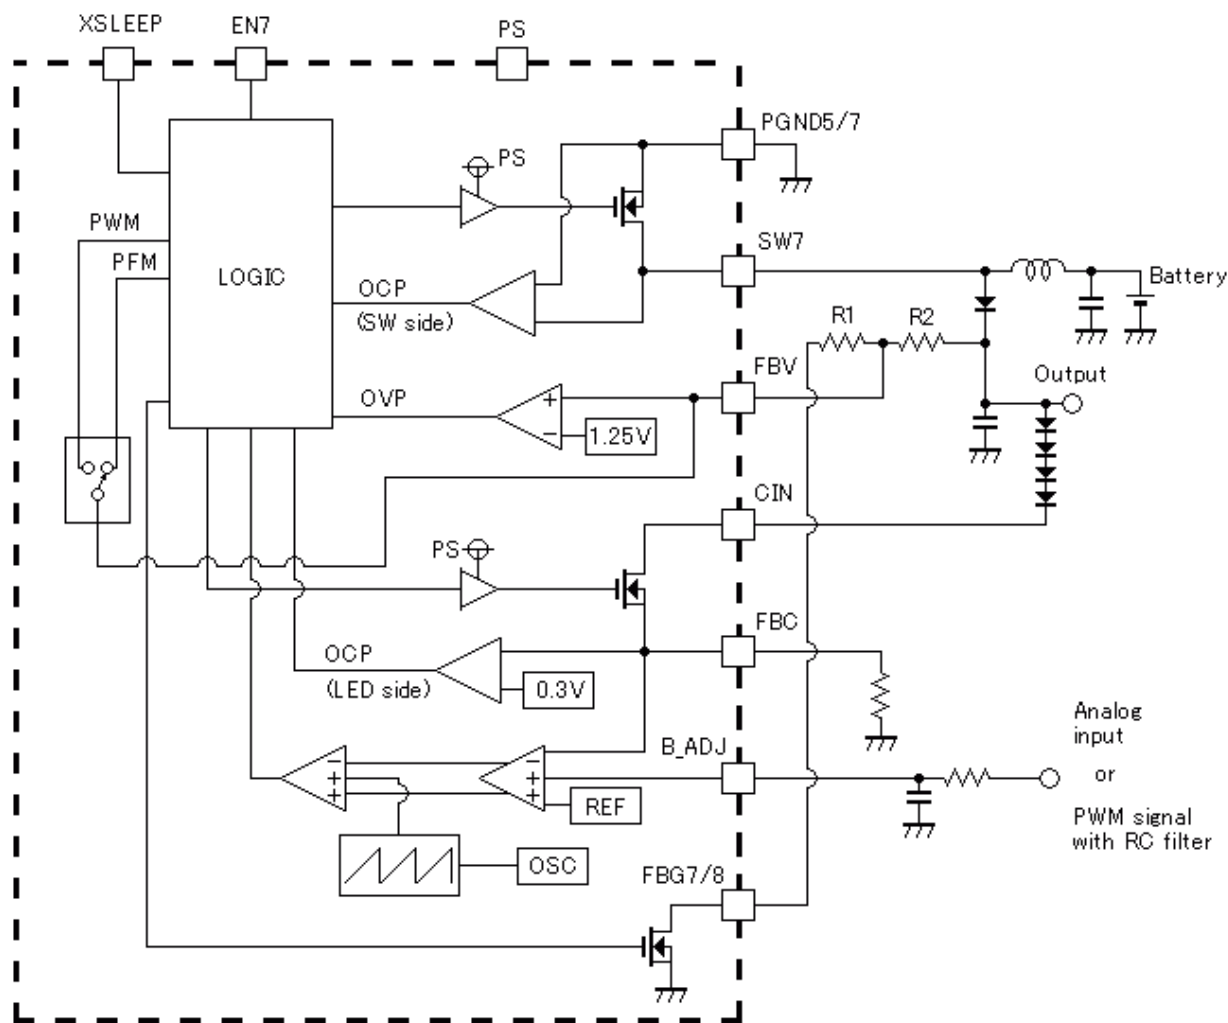 XSLEEP
EN7
PS
PGND5/7
PS
PWM
SW7
PFM
LOGIC
OCP
(SW side)
Battery
R1
R2
FBV
Output
OVP
+
−
1.25V
CIN
PS
FBC
OCP
(LED side)
0.3V
B_ADJ
Analog
input
or
PWM signal
with RC filter
−
+
+
−
+
+
REF
OSC
FBG7/8